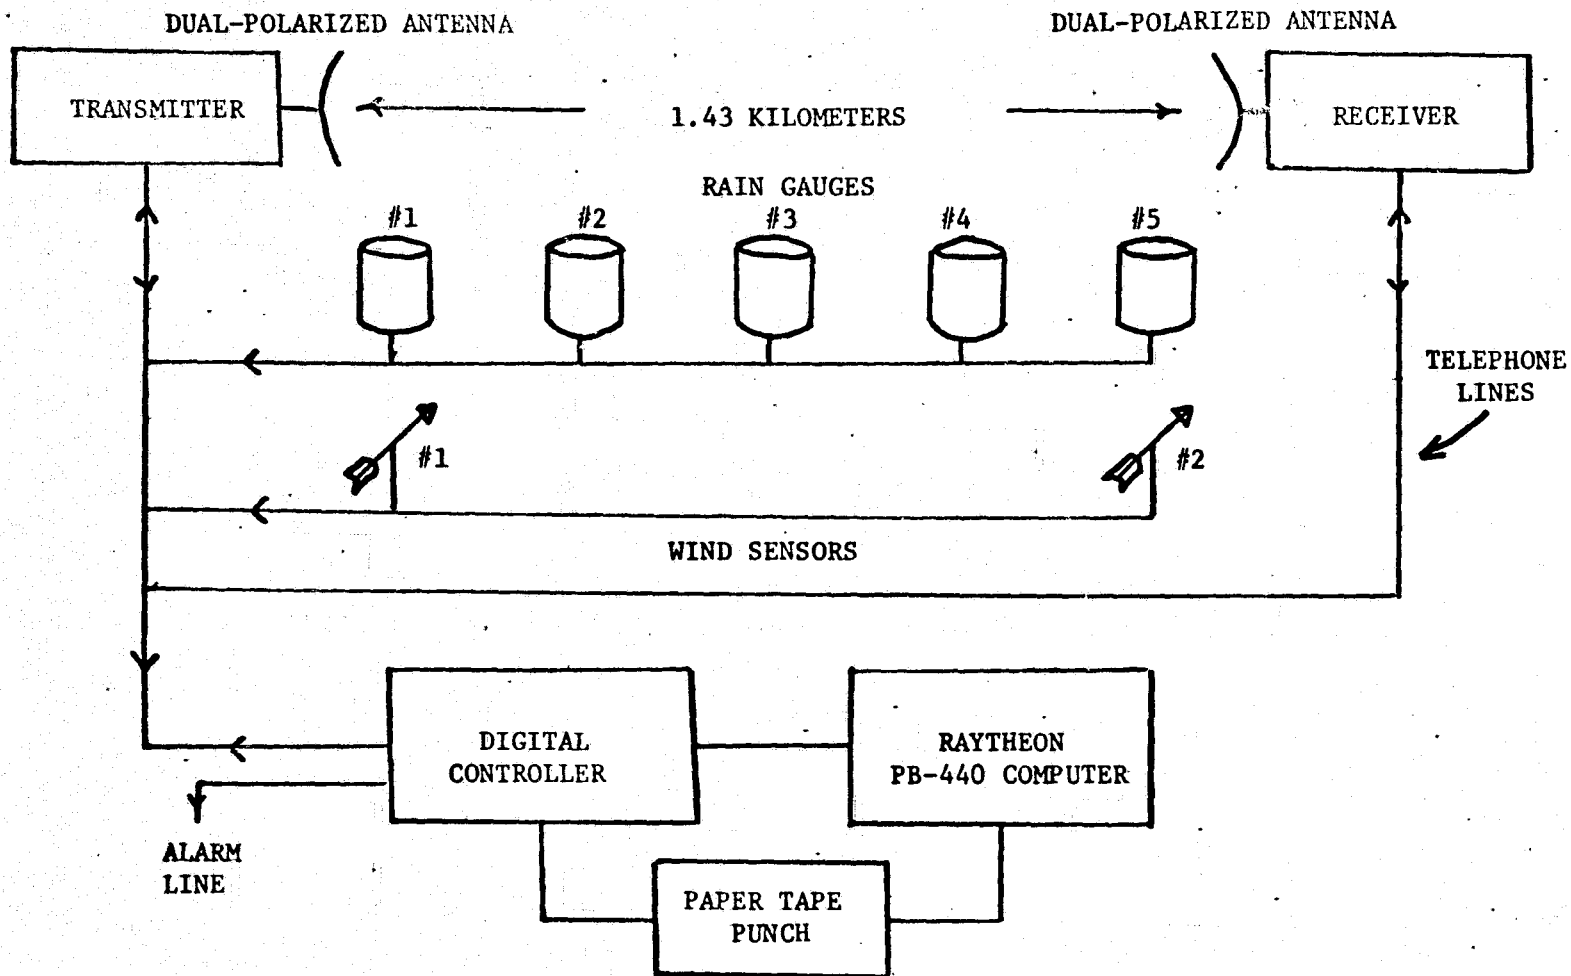 DUAL-POLARIZED ANTENNA
DUAL-POLARIZED ANTENNA
TRANSMITTER
1.43 KILOMETERS
RECEIVER
RAIN GAUGES
#1
#2
#3
#4
#5
TELEPHONE
LINES
#1
#2
WIND SENSORS
DIGITAL
CONTROLLER
RAYTHEON
PB-440 COMPUTER
ALARM
LINE
PAPER TAPE
PUNCH